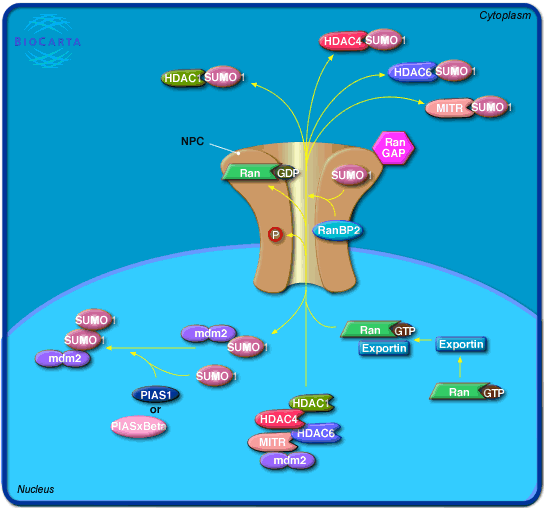 Cytoplasm
BIOCARTA
HDAC4 SUMO 1
HDAC1 SUMO 1
HDAC6 SUMO 1
MITR SUMO 1
NPC
Ran
GAP
Ran GDP
SUMO 1
RanBP2
P
SUMO 1
SUMO 1
mdm2
mdm2
SUMO 1
Ran GTP
Exportin
Exportin
SUMO 1
PIAS1
or
PIASxBeta
Ran GTP
HDAC1
HDAC4
HDAC6
MITR
mdm2
Nucleus